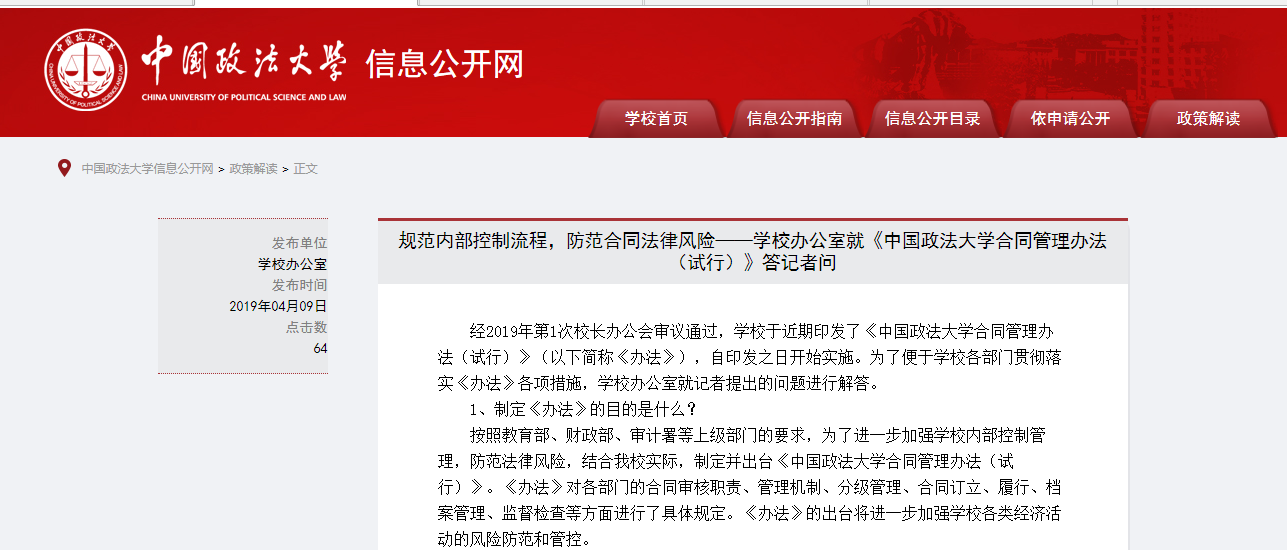 中国政法大学
CHINA UNIVERSITY OF POLITICAL SCIENCE AND LAW
中国政法大学 信息公开网
CHINA UNIVERSITY OF POLITICAL SCIENCE AND LAW
学校首页 信息公开指南 信息公开目录 依申请公开 政策解读
中国政法大学信息公开网 > 政策解读 > 正文
发布单位
学校办公室
发布时间
2019年04月09日
点击数
64
规范内部控制流程，防范合同法律风险——学校办公室就《中国政法大学合同管理办法
（试行）》答记者问
经2019年第1次校长办公会审议通过，学校于近期印发了《中国政法大学合同管理办
法（试行）》（以下简称《办法》），自印发之日开始实施。为了便于学校各部门贯彻落
实《办法》各项措施，学校办公室就记者提出的问题进行解答。
1、制定《办法》的目的是什么？
按照教育部、财政部、审计署等上级部门的要求，为了进一步加强学校内部控制管
理，防范法律风险，结合我校实际，制定并出台《中国政法大学合同管理办法（试
行）》。《办法》对各部门的合同审核职责、管理机制、分级管理、合同订立、履行、档
案管理、监督检查等方面进行了具体规定。《办法》的出台将进一步加强学校各类经济活
动的风险防范和管控。